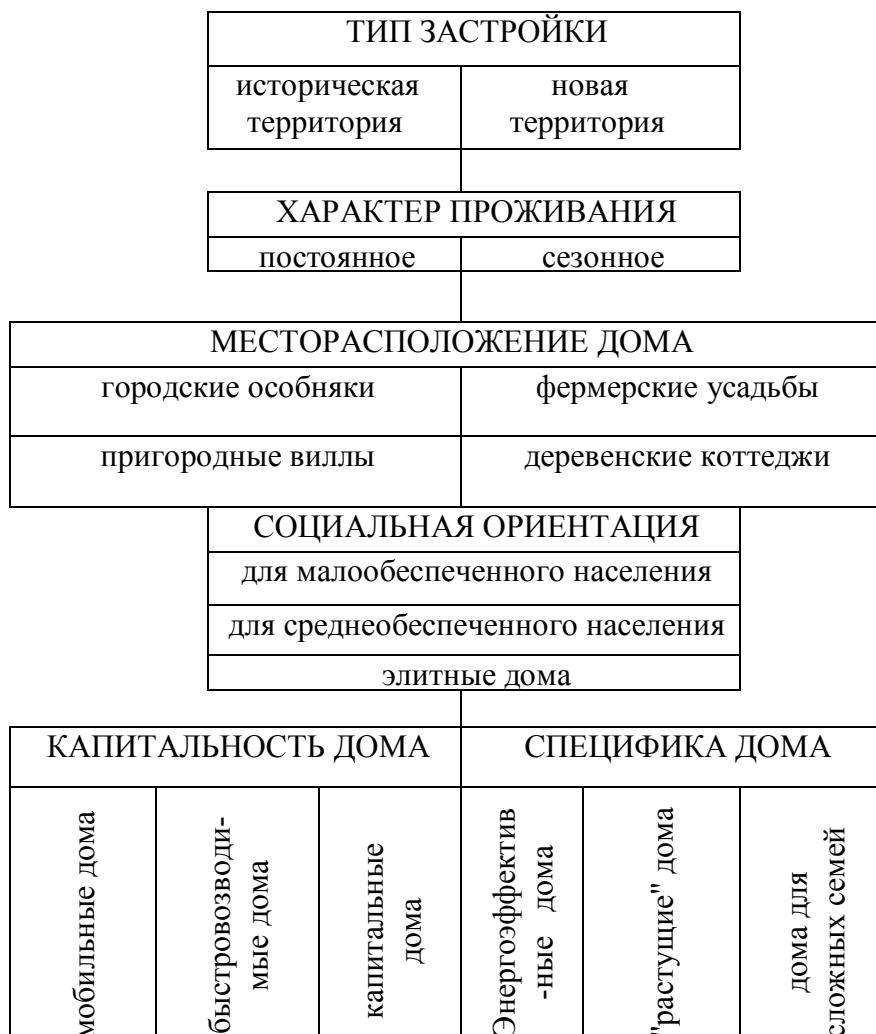 ТИП ЗАСТРОЙКИ
историческая
территория
новая
территория
ХАРАКТЕР ПРОЖИВАНИЯ
постоянное
сезонное
МЕСТОРАСПОЛОЖЕНИЕ ДОМА
городские особняки
фермерские усадьбы
пригородные виллы
деревенские коттеджи
СОЦИАЛЬНАЯ ОРИЕНТАЦИЯ
для малообеспеченного населения
для среднеобеспеченного населения
элитные дома
КАПИТАЛЬНОСТЬ ДОМА
СПЕЦИФИКА ДОМА
мобильные дома
быстровозводи-
мые дома
капитальные
дома
Энергоэффектив
-ные дома
"растущие" дома
дома для
сложных семей